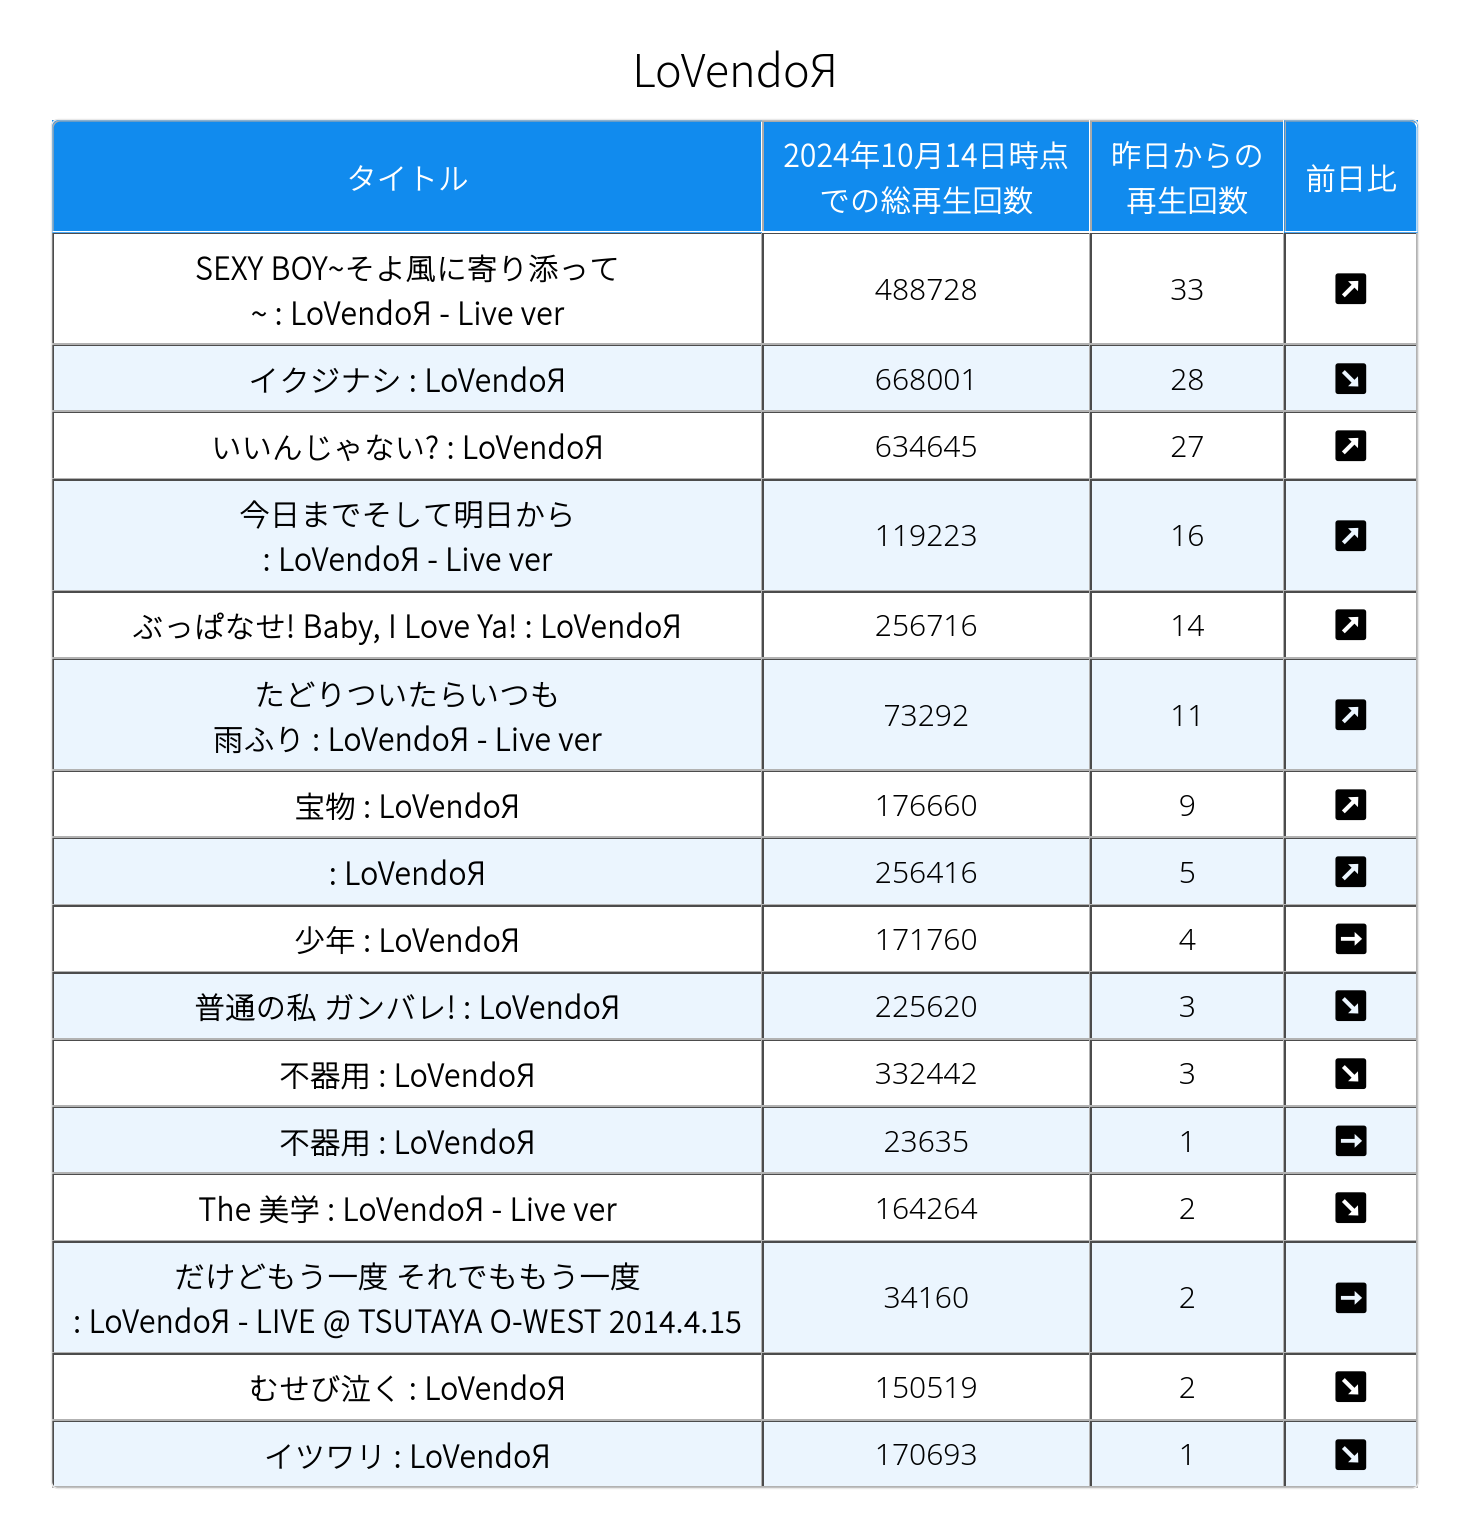 LoVendoЯ
タイトル
2024年10月14日時点
での総再生回数
昨日からの
再生回数
前日比
SEXY BOY~そよ風に寄り添って
~ : LoVendoЯ - Live ver
488728
33
イクジナシ : LoVendoЯ
668001
28
いいんじゃない? : LoVendoЯ
634645
27
今日までそして明日から
: LoVendoЯ - Live ver
119223
16
ぶっぱなせ! Baby, I Love Ya! : LoVendoЯ
256716
14
たどりついたらいつも
雨ふり : LoVendoЯ - Live ver
73292
11
宝物 : LoVendoЯ
176660
9
: LoVendoЯ
256416
5
少年 : LoVendoЯ
171760
4
普通の私 ガンバレ! : LoVendoЯ
225620
3
不器用 : LoVendoЯ
332442
3
不器用 : LoVendoЯ
23635
1
The 美学 : LoVendoЯ - Live ver
164264
2
だけどもう一度 それでももう一度
: LoVendoЯ - LIVE @ TSUTAYA O-WEST 2014.4.15
34160
2
むせび泣く : LoVendoЯ
150519
2
イツワリ : LoVendoЯ
170693
1